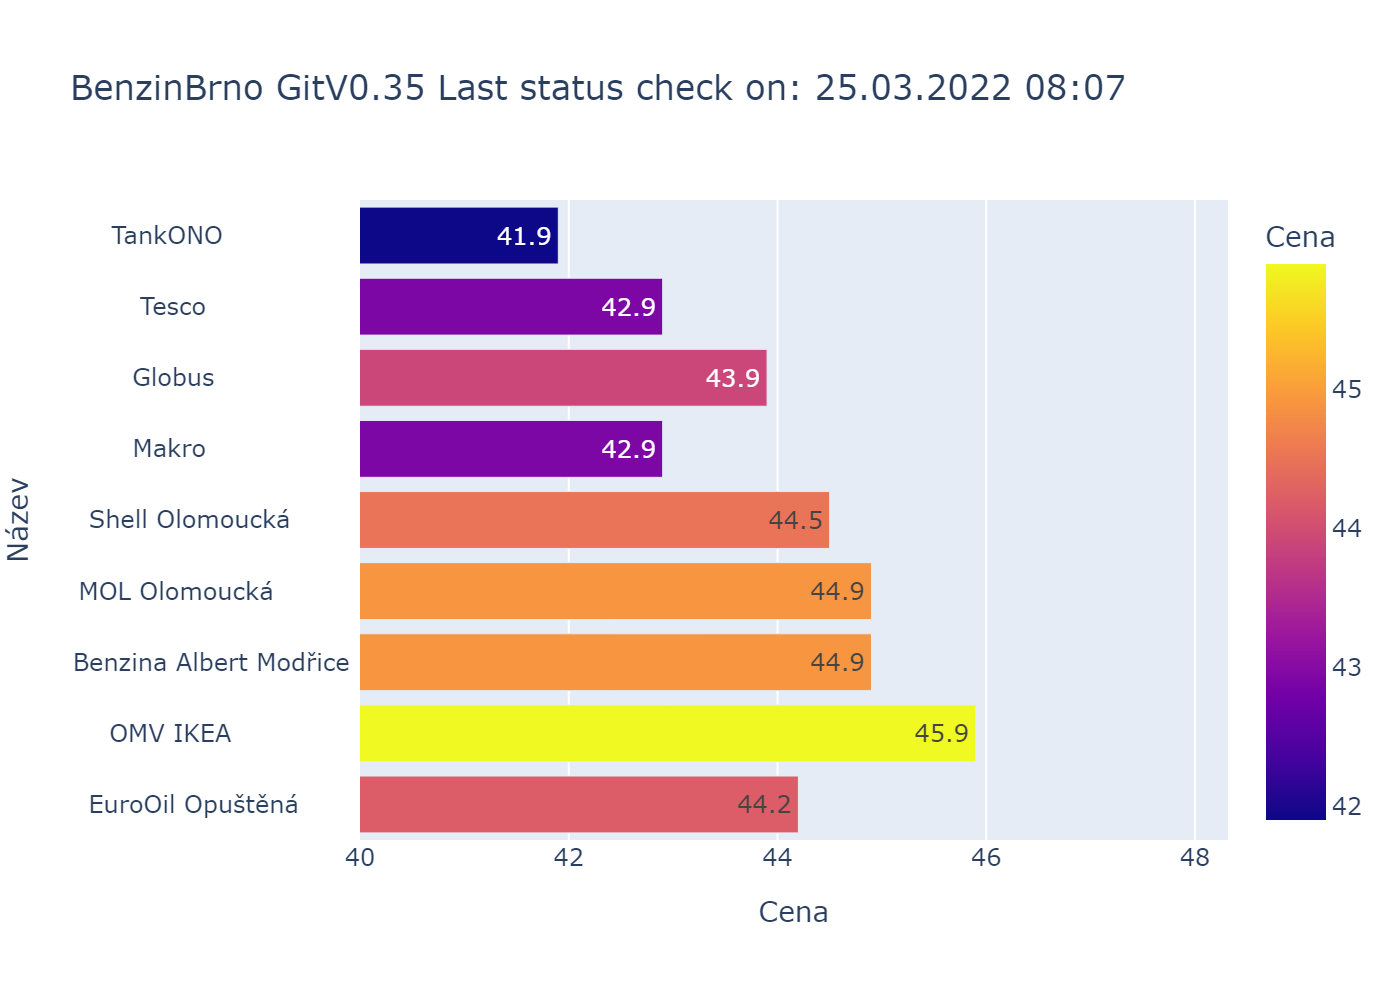 BenzinBrno GitV0.35 Last status check on: 25.03.2022 08:07
Název
TankONO
41.9
Tesco
42.9
Globus
43.9
Makro
42.9
Shell Olomoucká
44.5
MOL Olomoucká
44.9
Benzina Albert Modřice
44.9
OMV IKEA
45.9
EuroOil Opuštěná
44.2
40 42 44 46 48
Cena
Cena
45
44
43
42